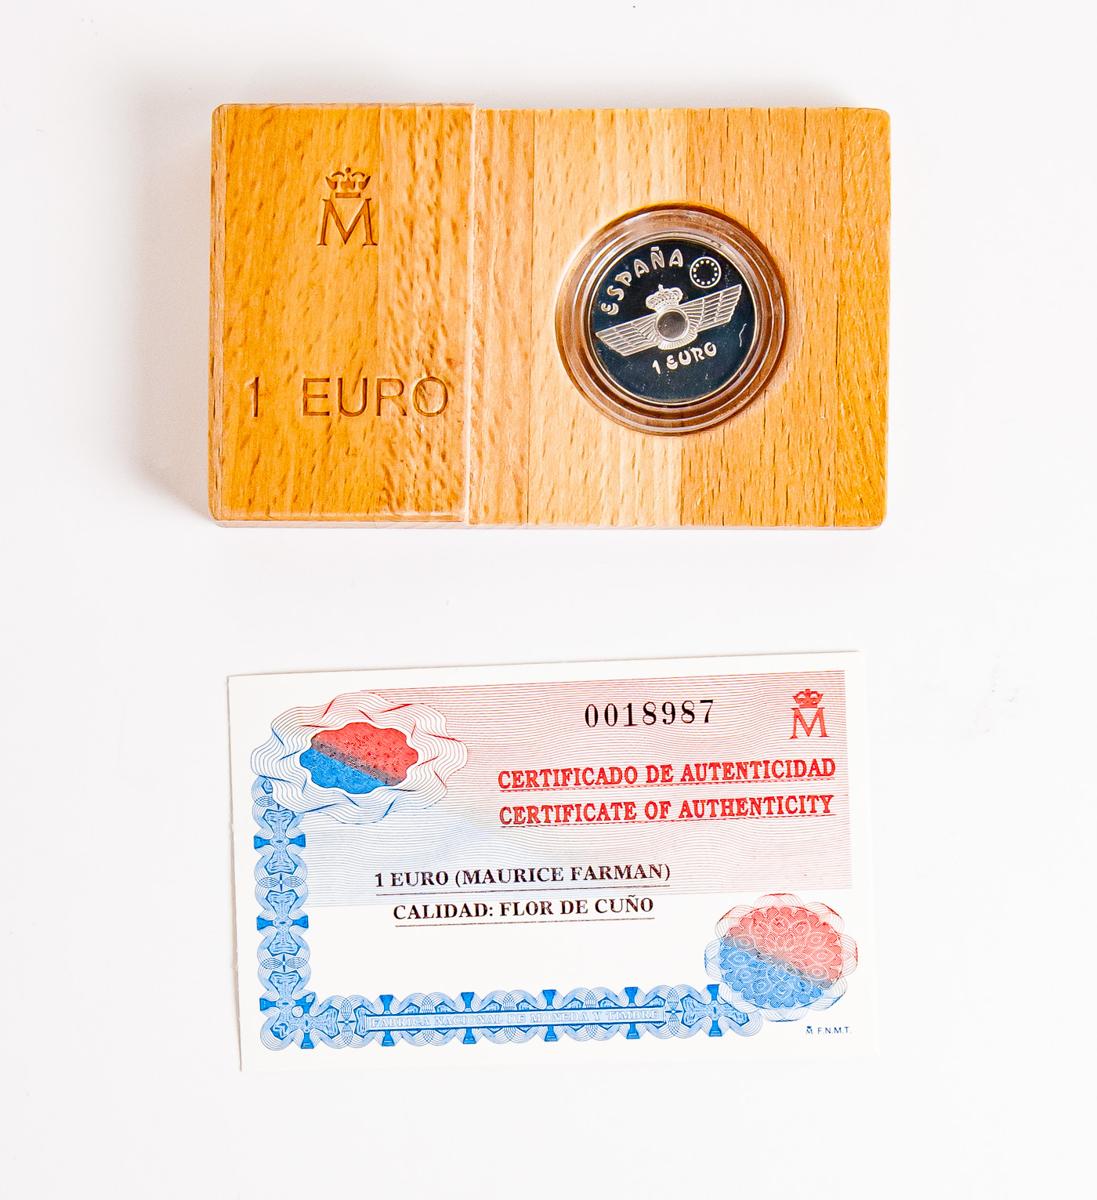 M
1 EURO
ESPAÑA
1 EURO
0018987
M
CERTIFICADO DE AUTENTICIDAD
CERTIFICATE OF AUTHENTICITY
1 EURO (MAURICE FARMAN)
CALIDAD: FLOR DE CUÑO
FABRICA NACIONAL DE MONEDA Y TIMBRE
M F.N.M.T.